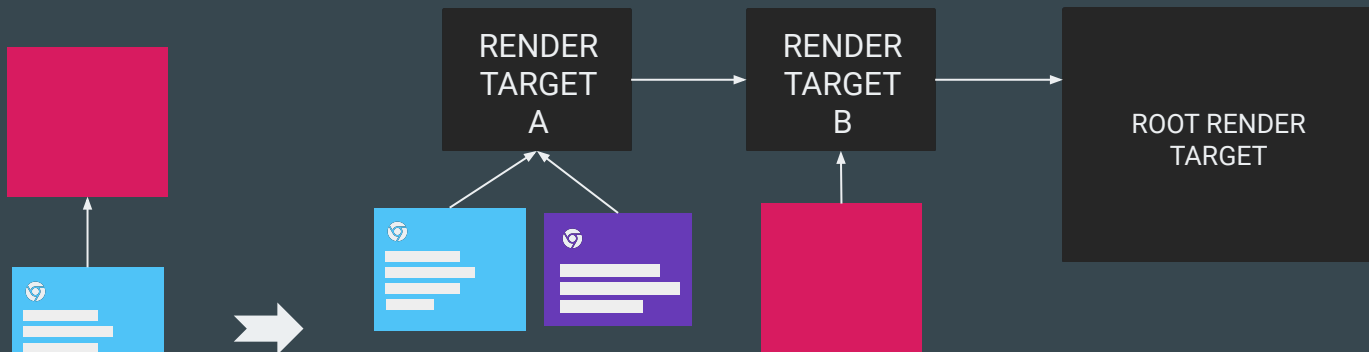 RENDER
TARGET
A
RENDER
TARGET
B
ROOT RENDER
TARGET